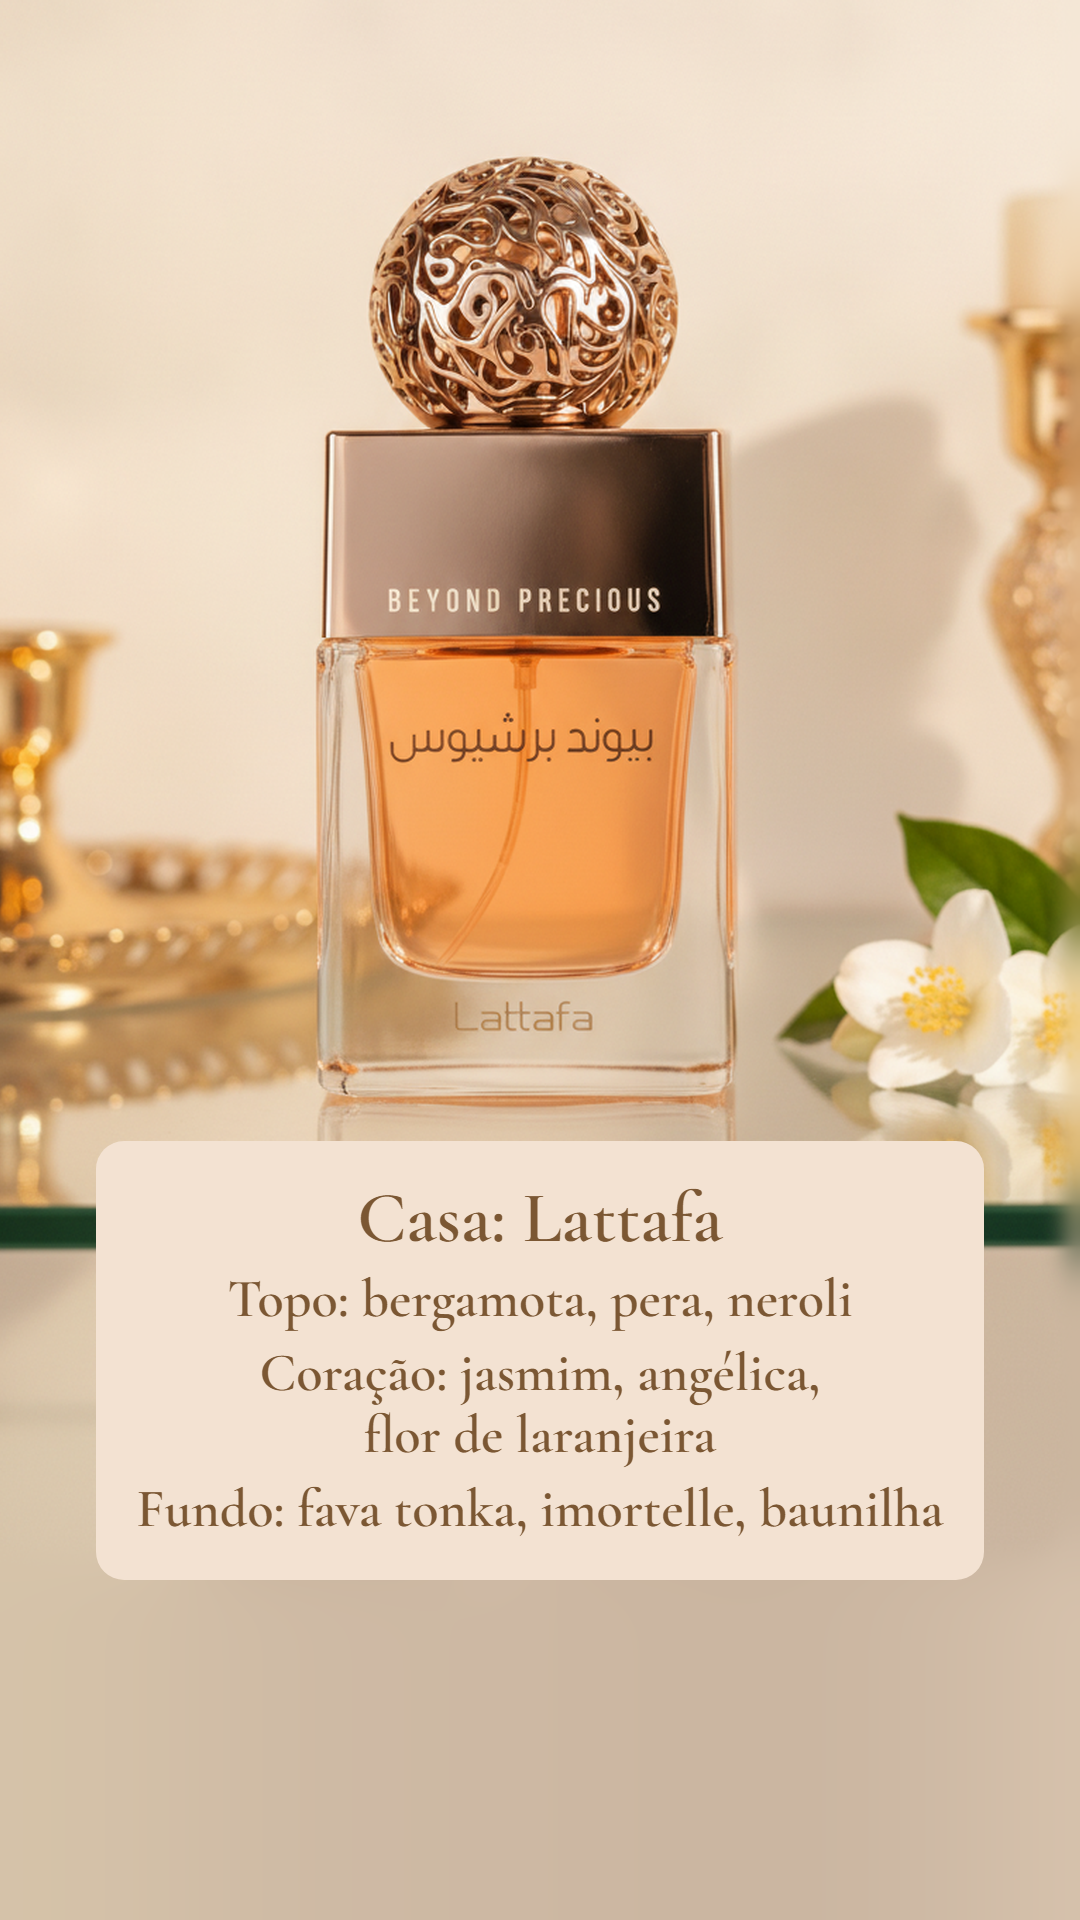 BEYOND PRECIOUS
بيوند برشيوس
Lattafa
Casa: Lattafa
Topo: bergamota, pera, neroli
Coração: jasmim, angélica,
flor de laranjeira
Fundo: fava tonka, imortelle, baunilha